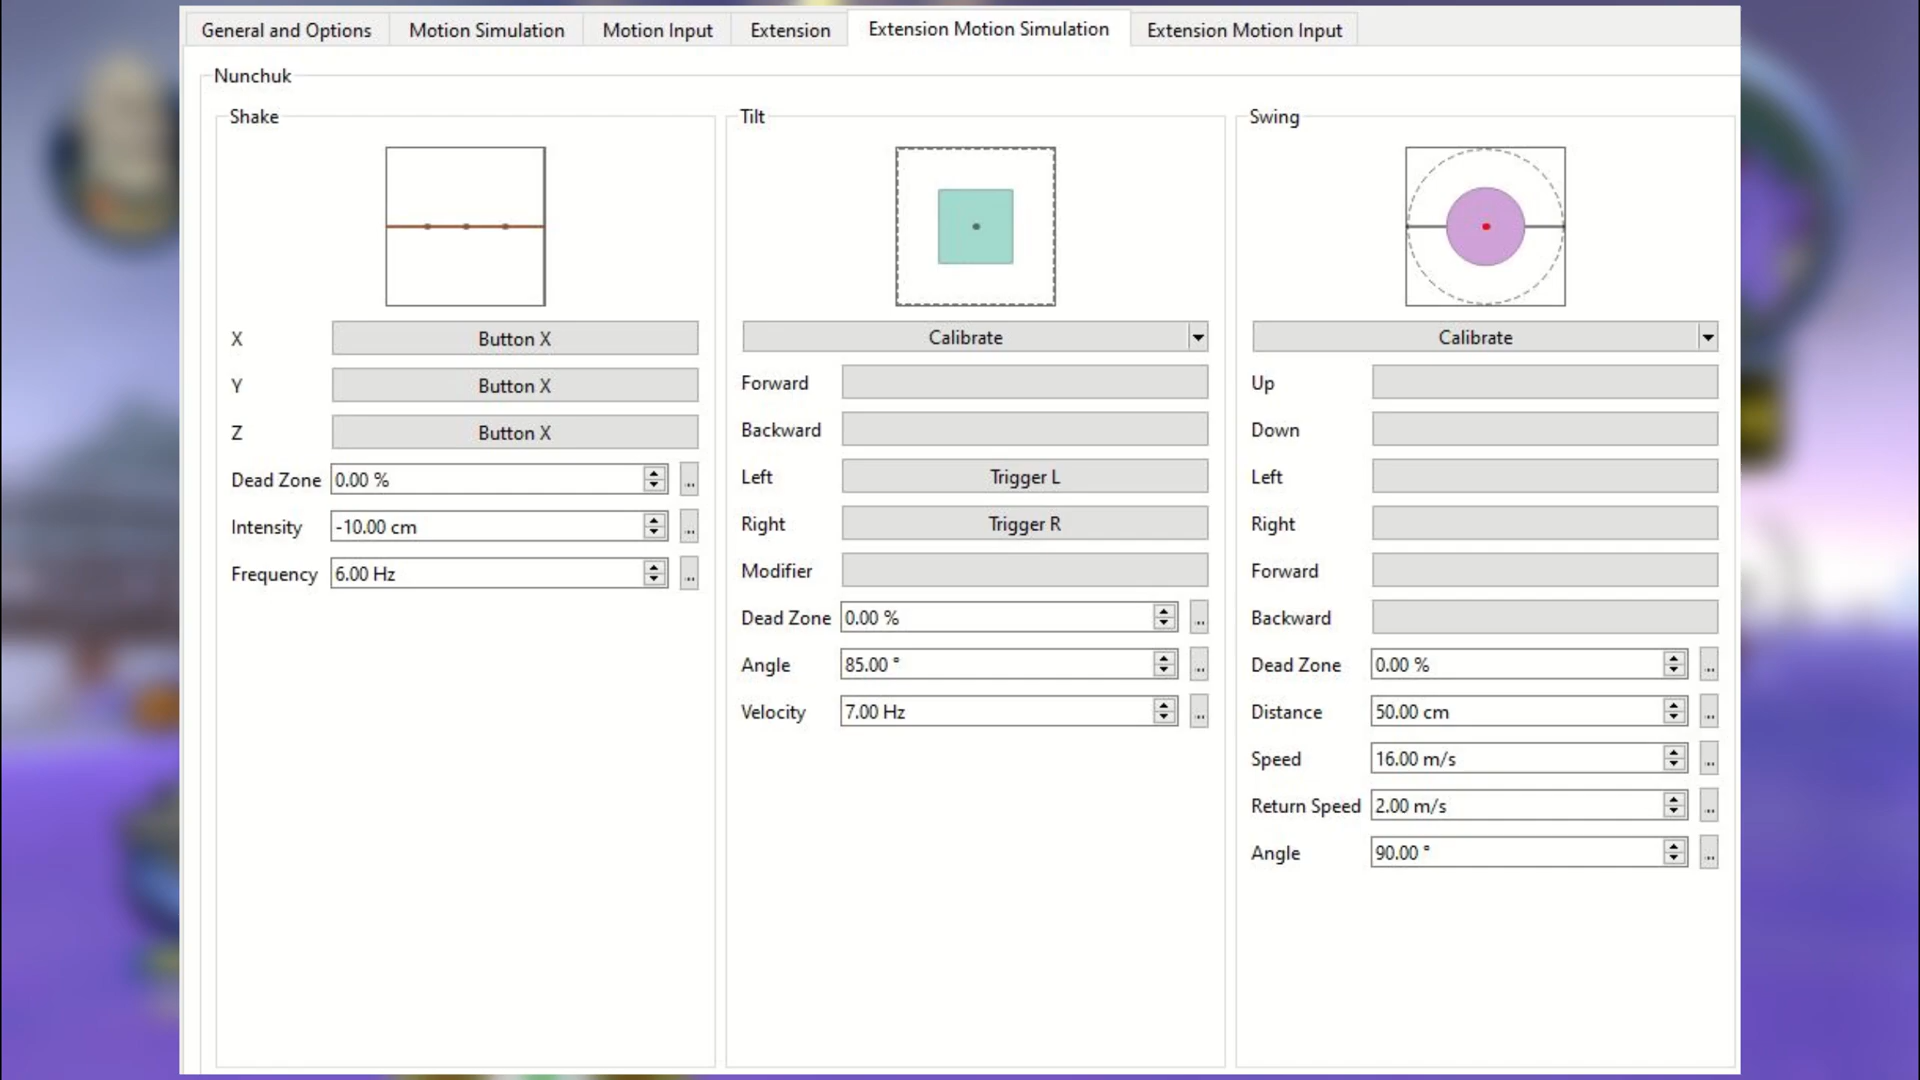 General and Options
Motion Simulation
Motion Input
Extension
Extension Motion Simulation
Extension Motion Input
Nunchuk
Shake
X
Button X
Y
Button X
Z
Button X
Dead Zone
0.00 %
..
Intensity
-10.00 cm
..
Frequency
6.00 Hz
..
Tilt
Calibrate
Forward
Backward
Left
Trigger L
Right
Trigger R
Modifier
Dead Zone
0.00 %
..
Angle
85.00 °
..
Velocity
7.00 Hz
..
Swing
Calibrate
Up
Down
Left
Right
Forward
Backward
Dead Zone
0.00 %
..
Distance
50.00 cm
..
Speed
16.00 m/s
..
Return Speed
2.00 m/s
..
Angle
90.00 °
..